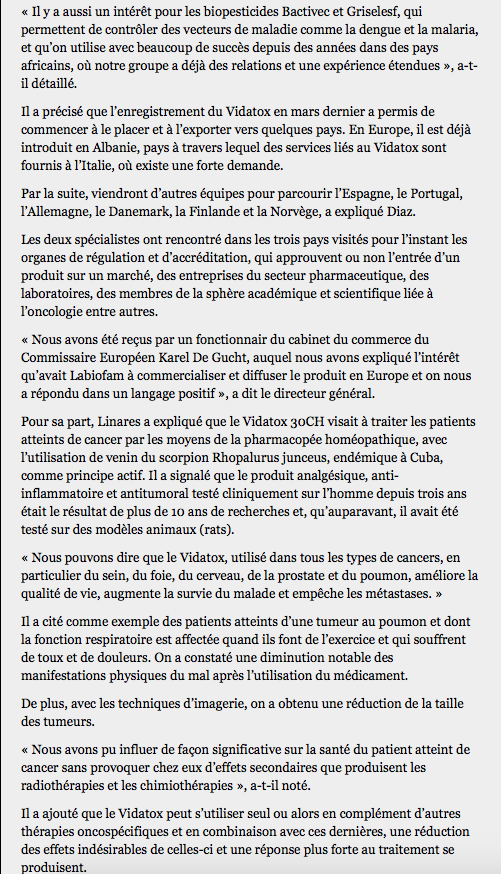 « Il y a aussi un intérêt pour les biopesticides Bactivec et Griselesf, qui
permettent de contrôler des vecteurs de maladie comme la dengue et la malaria,
et qu’on utilise avec beaucoup de succès depuis des années dans des pays
africains, où notre groupe a déjà des relations et une expérience étendues », a-t-
il détaillé.
Il a précisé que l’enregistrement du Vidatox en mars dernier a permis de
commencer à le placer et à l’exporter vers quelques pays. En Europe, il est déjà
introduit en Albanie, pays à travers lequel des services liés au Vidatox sont
fournis à l’Italie, où existe une forte demande.
Par la suite, viendront d’autres équipes pour parcourir l’Espagne, le Portugal,
l’Allemagne, le Danemark, la Finlande et la Norvège, a expliqué Diaz.
Les deux spécialistes ont rencontré dans les trois pays visités pour l’instant les
organes de régulation et d’accréditation, qui approuvent ou non l’entrée d’un
produit sur un marché, des entreprises du secteur pharmaceutique, des
laboratoires, des membres de la sphère académique et scientifique liée à
l’oncologie entre autres.
« Nous avons été reçus par un fonctionnair du cabinet du commerce du
Commissaire Européen Karel De Gucht, auquel nous avons expliqué l’intérêt
qu’avait Labiofam à commercialiser et diffuser le produit en Europe et on nous
a répondu dans un langage positif », a dit le directeur général.
Pour sa part, Linares a expliqué que le Vidatox 30CH visait à traiter les patients
atteints de cancer par les moyens de la pharmacopée homéopathique, avec
l’utilisation de venin du scorpion Rhopalurus junceus, endémique à Cuba,
comme principe actif. Il a signalé que le produit analgésique, anti-
inflammatoire et antitumoral testé cliniquement sur l’homme depuis trois ans
était le résultat de plus de 10 ans de recherches et, qu’auparavant, il avait été
testé sur des modèles animaux (rats).
« Nous pouvons dire que le Vidatox, utilisé dans tous les types de cancers, en
particulier du sein, du foie, du cerveau, de la prostate et du poumon, améliore la
qualité de vie, augmente la survie du malade et empêche les métastases. »
Il a cité comme exemple des patients atteints d’une tumeur au poumon et dont
la fonction respiratoire est affectée quand ils font de l’exercice et qui souffrent
de toux et de douleurs. On a constaté une diminution notable des
manifestations physiques du mal après l’utilisation du médicament.
De plus, avec les techniques d’imagerie, on a obtenu une réduction de la taille
des tumeurs.
« Nous avons pu influer de façon significative sur la santé du patient atteint de
cancer sans provoquer chez eux d’effets secondaires que produisent les
radiothérapies et les chimiothérapies », a-t-il noté.
Il a ajouté que le Vidatox peut s’utiliser seul ou alors en complément d’autres
thérapies oncospécifiques et en combinaison avec ces dernières, une réduction
des effets indésirables de celles-ci et une réponse plus forte au traitement se
produisent.